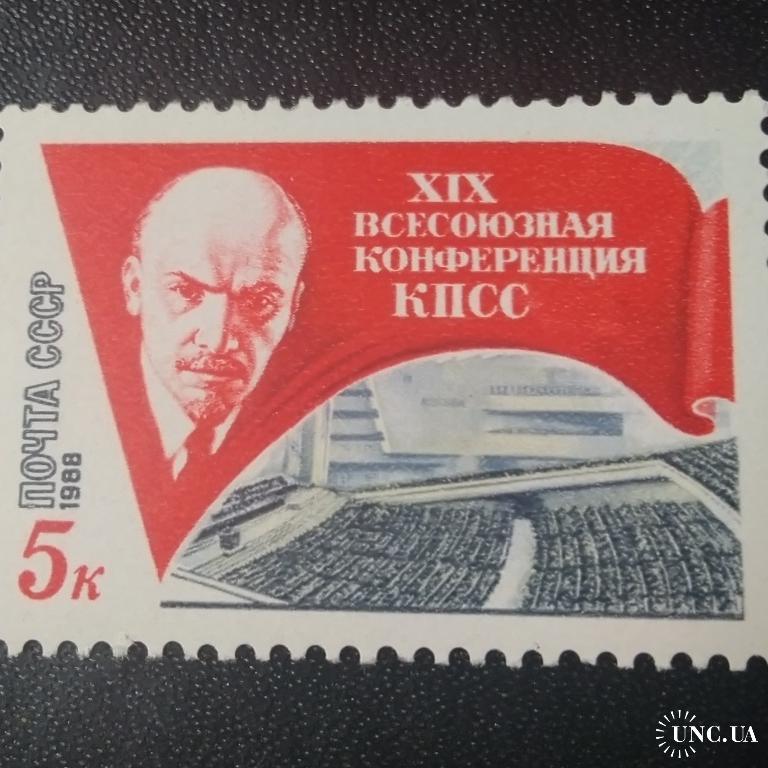 XIX
ВСЕСОЮЗНАЯ
КОНФЕРЕНЦИЯ
КПСС
ПОЧТА СССР
1988
5к
UNC.UA